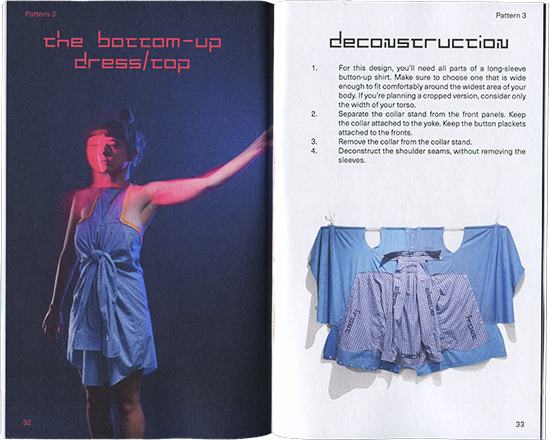 Pattern 3
the bottom-up
dress/top
32
Pattern 3
deconstruction
1. For this design, you'll need all parts of a long-sleeve
button-up shirt. Make sure to choose one that is wide
enough to fit comfortably around the widest area of your
body. If you're planning a cropped version, consider only
the width of your torso.
2. Separate the collar stand from the front panels. Keep
the collar attached to the yoke. Keep the button plackets
attached to the fronts.
3. Remove the collar from the collar stand.
4. Deconstruct the shoulder seams, without removing the
sleeves.
front
33